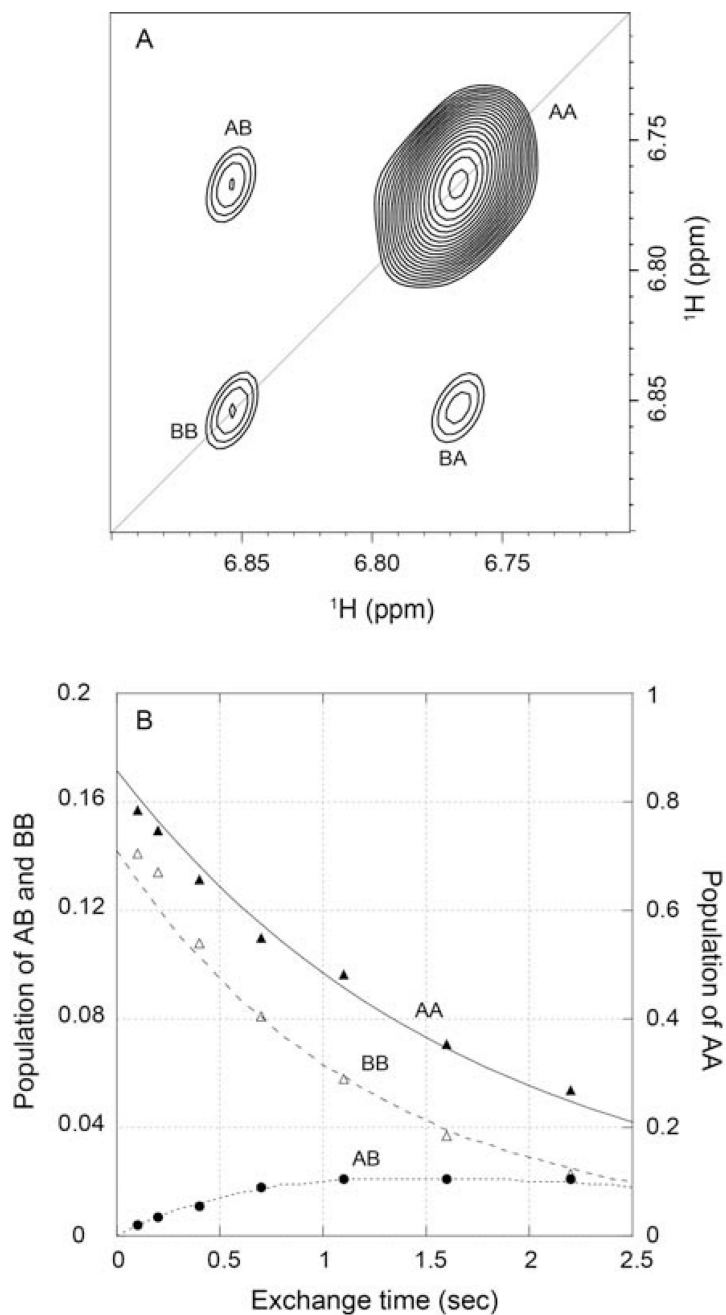 A
AB
AA
BB
BA
6.75
6.80
6.85
¹H (ppm)
6.85 6.80 6.75
¹H (ppm)
B
0.2
0.16
0.12
0.08
0.04
0
Population of AB and BB
1
0.8
0.6
0.4
0.2
0
Population of AA
AA
BB
AB
0 0.5 1 1.5 2 2.5
Exchange time (sec)